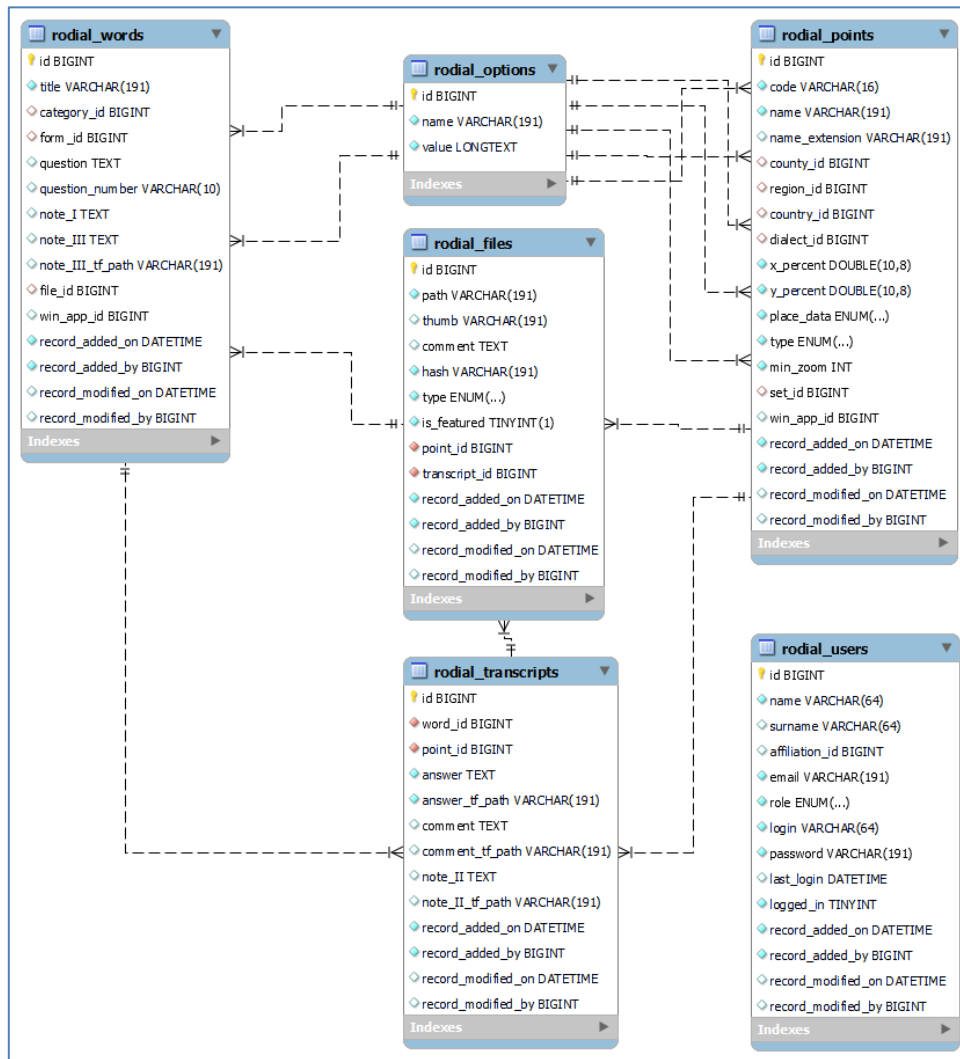 rodial_words
id BIGINT
title VARCHAR(191)
category_id BIGINT
form_id BIGINT
question TEXT
question_number VARCHAR(10)
note_I TEXT
note_III TEXT
note_III_tf_path VARCHAR(191)
file_id BIGINT
win_app_id BIGINT
record_added_on DATETIME
record_added_by BIGINT
record_modified_on DATETIME
record_modified_by BIGINT
Indexes
rodial_options
id BIGINT
name VARCHAR(191)
value LONGTEXT
Indexes
rodial_files
id BIGINT
path VARCHAR(191)
thumb VARCHAR(191)
comment TEXT
hash VARCHAR(191)
type ENUM(...)
is_featured TINYINT(1)
point_id BIGINT
transcript_id BIGINT
record_added_on DATETIME
record_added_by BIGINT
record_modified_on DATETIME
record_modified_by BIGINT
Indexes
rodial_transcripts
id BIGINT
word_id BIGINT
point_id BIGINT
answer TEXT
answer_tf_path VARCHAR(191)
comment TEXT
comment_tf_path VARCHAR(191)
note_II TEXT
note_II_tf_path VARCHAR(191)
record_added_on DATETIME
record_added_by BIGINT
record_modified_on DATETIME
record_modified_by BIGINT
Indexes
rodial_points
id BIGINT
code VARCHAR(16)
name VARCHAR(191)
name_extension VARCHAR(191)
county_id BIGINT
region_id BIGINT
country_id BIGINT
dialect_id BIGINT
x_percent DOUBLE(10,8)
y_percent DOUBLE(10,8)
place_data ENUM(...)
type ENUM(...)
min_zoom INT
set_id BIGINT
win_app_id BIGINT
record_added_on DATETIME
record_added_by BIGINT
record_modified_on DATETIME
record_modified_by BIGINT
Indexes
rodial_users
id BIGINT
name VARCHAR(64)
surname VARCHAR(64)
affiliation_id BIGINT
email VARCHAR(191)
role ENUM(...)
login VARCHAR(64)
password VARCHAR(191)
last_login DATETIME
logged_in TINYINT
record_added_on DATETIME
record_added_by BIGINT
record_modified_on DATETIME
record_modified_by BIGINT
Indexes